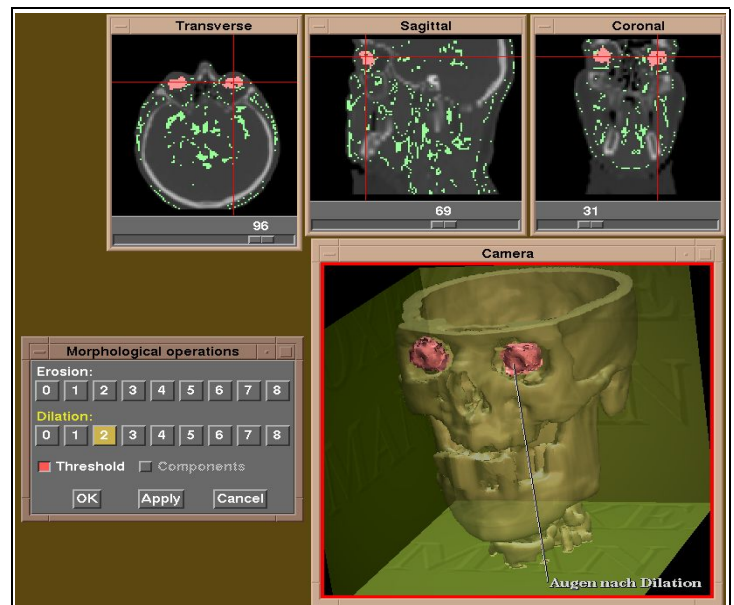 Transverse
Sagittal
Coronal
96
69
31
Camera
Morphological operations
Erosion:
0 1 2 3 4 5 6 7 8
Dilation:
0 1 2 3 4 5 6 7 8
Threshold Components
OK Apply Cancel
Augen nach Dilation